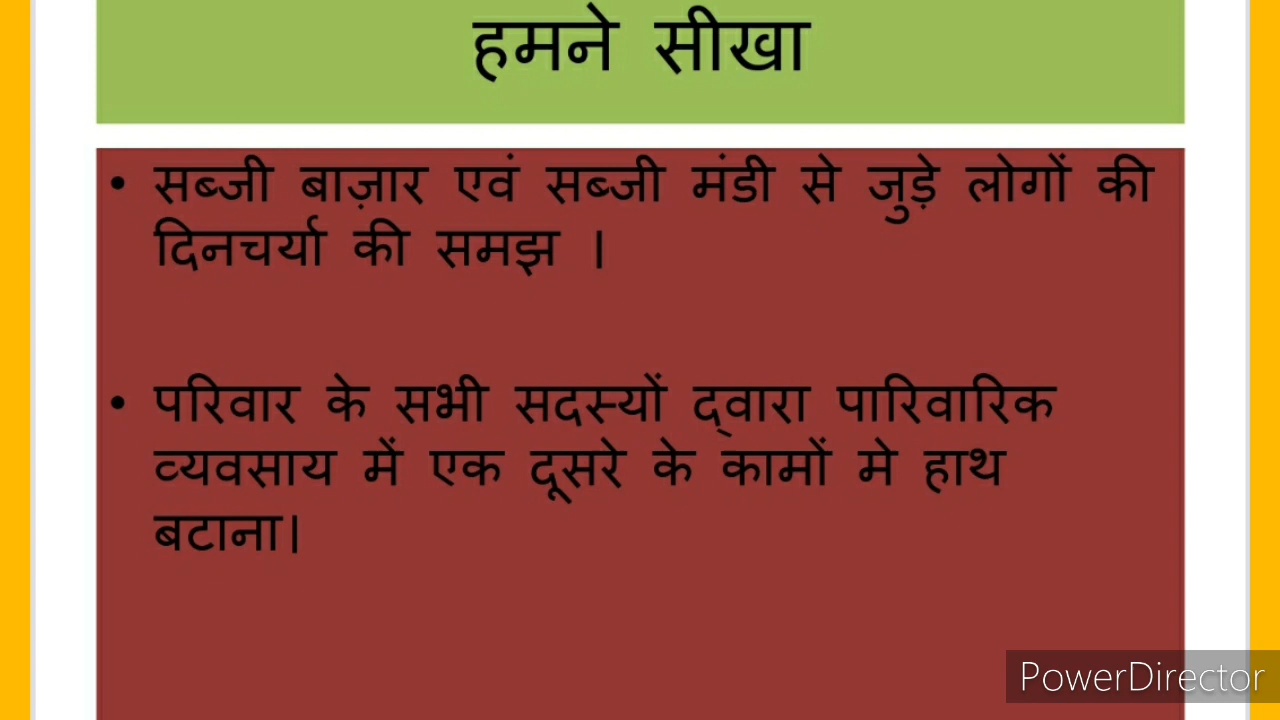 हमने सीखा
• सब्जी बाज़ार एवं सब्जी मंडी से जुड़े लोगों की
दिनचर्या की समझ ।
• परिवार के सभी सदस्यों द्‌वारा पारिवारिक
व्यवसाय में एक दूसरे के कामों मे हाथ
बटाना।
PowerDirector